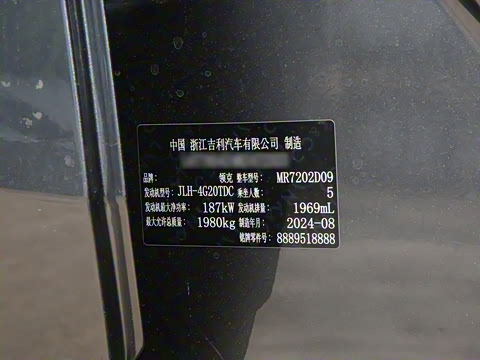 中国 浙江吉利汽车有限公司 制造
品牌： 领克 整车型号： MR7202D09
发动机型号： JLH-4G20TDC 乘坐人数： 5
发动机最大净功率： 187kW 发动机排量： 1969mL
最大允许总质量： 1980kg 制造年月： 2024-08
铭牌零件号： 8889518888